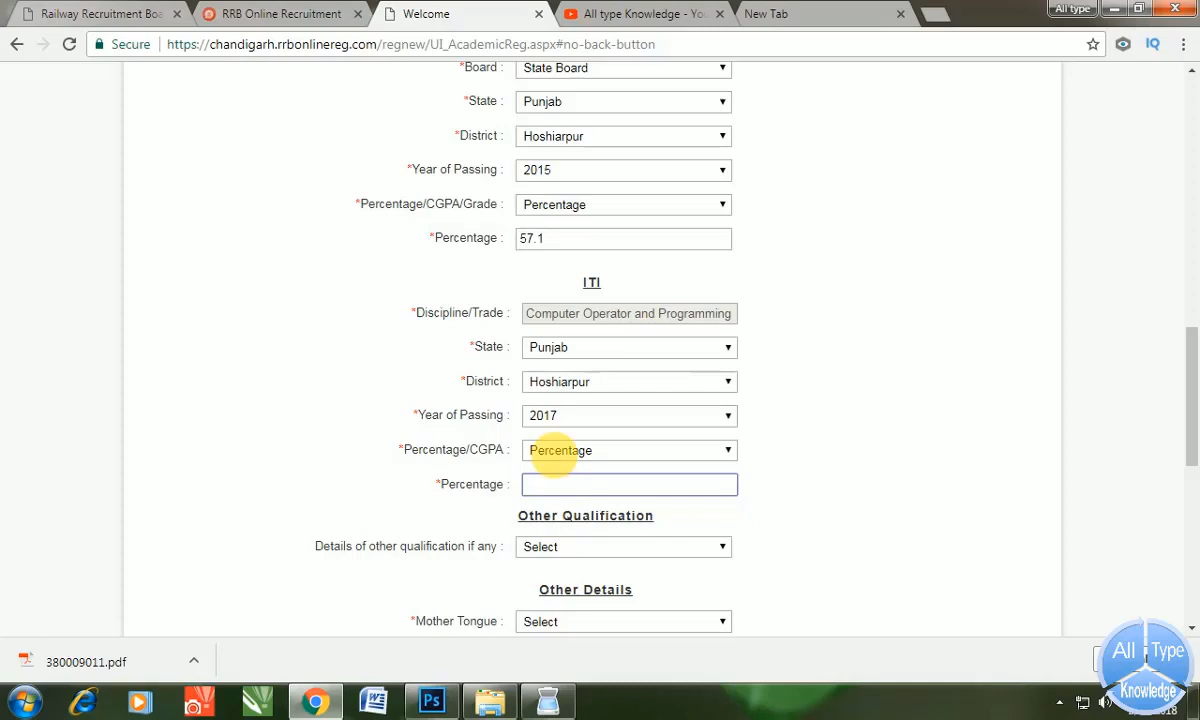 Railway Recruitment Boa
RRB Online Recruitment
Welcome
All type Knowledge - You
New Tab
All type
Secure
https://chandigarh.rrbonlinereg.com/regnew/UI_AcademicReg.aspx#no-back-button
IQ
*Board : State Board
*State : Punjab
*District : Hoshiarpur
*Year of Passing : 2015
*Percentage/CGPA/Grade : Percentage
*Percentage : 57.1
ITI
*Discipline/Trade : Computer Operator and Programming
*State : Punjab
*District : Hoshiarpur
*Year of Passing : 2017
*Percentage/CGPA : Percentage
*Percentage :
Other Qualification
Details of other qualification if any : Select
Other Details
*Mother Tongue : Select
380009011.pdf
All Type
Knowledge
Ps